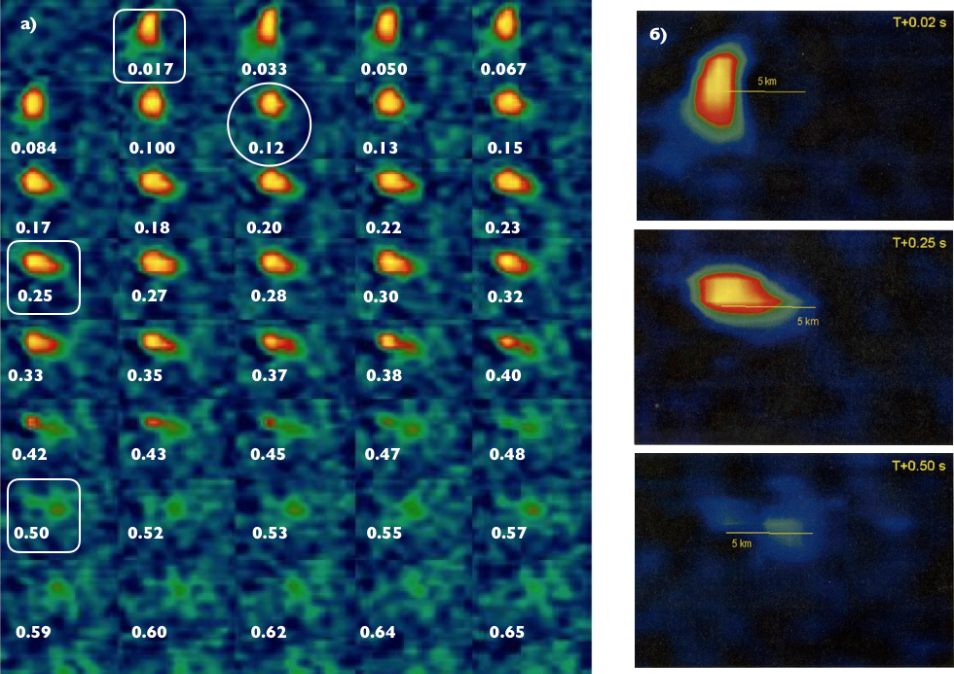 а)
0.017 0.033 0.050 0.067
0.084 0.100 0.12 0.13 0.15
0.17 0.18 0.20 0.22 0.23
0.25 0.27 0.28 0.30 0.32
0.33 0.35 0.37 0.38 0.40
0.42 0.43 0.45 0.47 0.48
0.50 0.52 0.53 0.55 0.57
0.59 0.60 0.62 0.64 0.65
б)
T+0.02 s
5 km
T+0.25 s
5 km
T+0.50 s
5 km